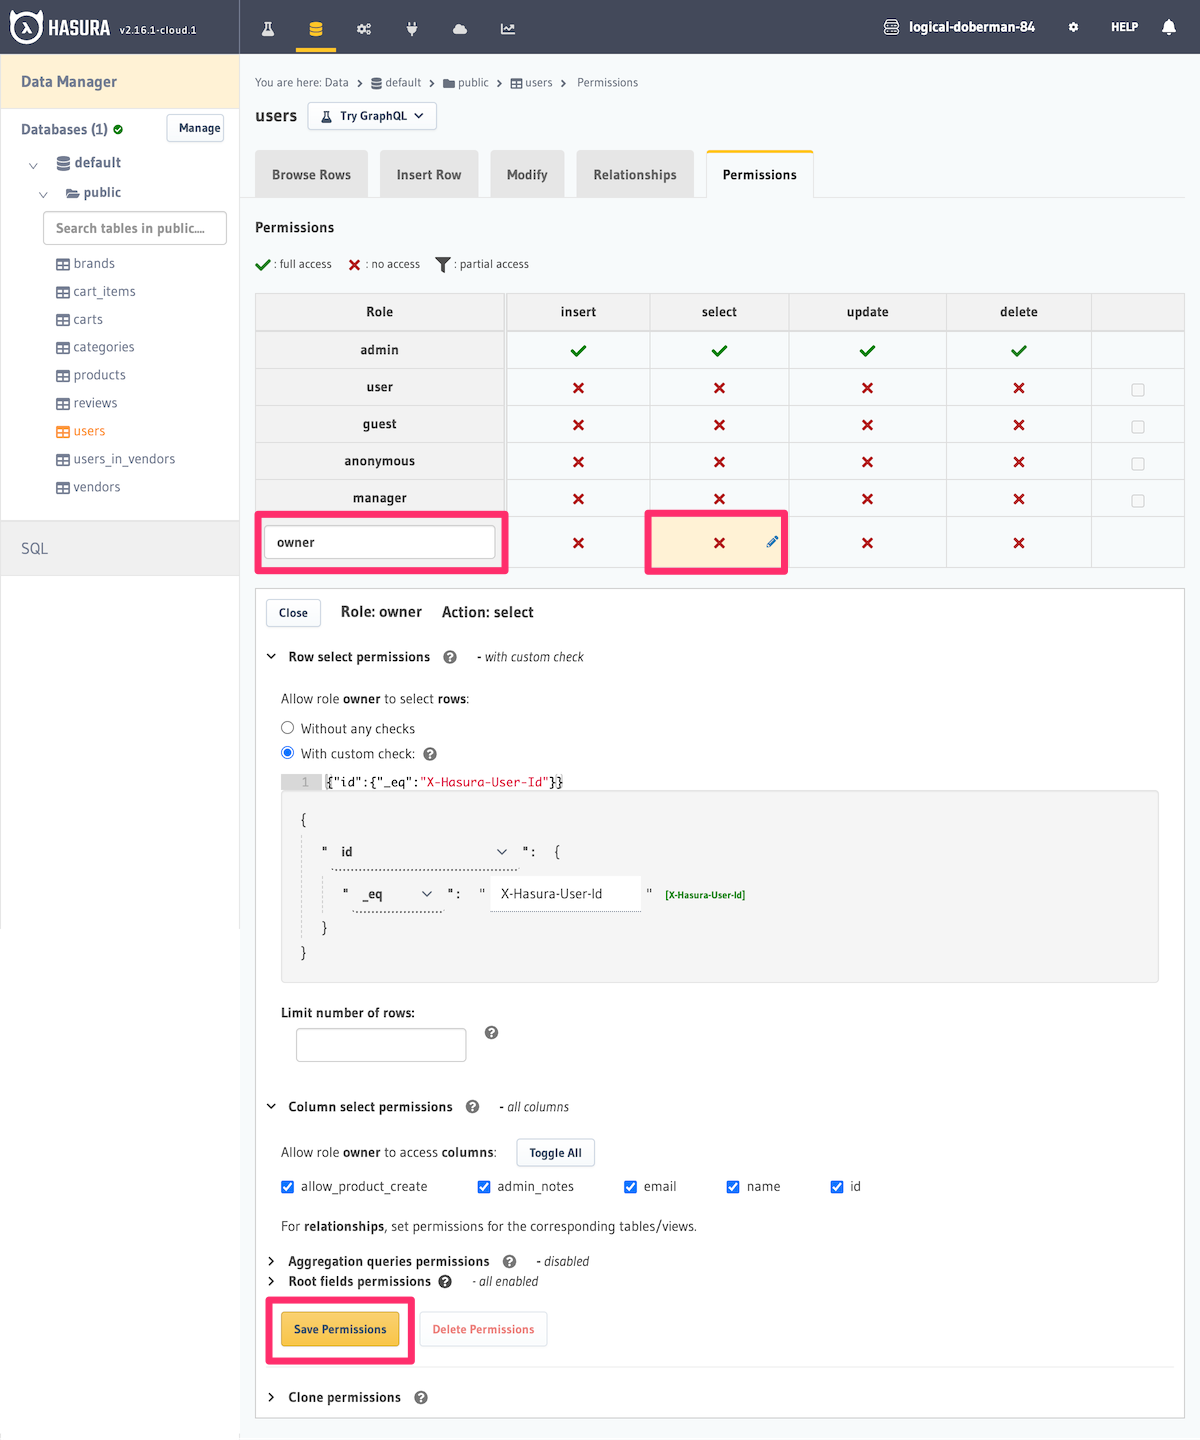 HASURA v2.16.1-cloud.1
logical-doberman-84 HELP
Data Manager
Databases (1) Manage
default
public
Search tables in public....
brands
cart_items
carts
categories
products
reviews
users
users_in_vendors
vendors
SQL
You are here: Data > default > public > users > Permissions
users Try GraphQL
Browse Rows Insert Row Modify Relationships Permissions
Permissions
: full access : no access : partial access
Role insert select update delete
admin
user
guest
anonymous
manager
owner
Close Role: owner Action: select
Row select permissions - with custom check
Allow role owner to select rows:
Without any checks
With custom check:
1 {"id":{"_eq":"X-Hasura-User-Id"}}
{
" id ": {
" _eq ": " X-Hasura-User-Id " [X-Hasura-User-Id]
}
}
Limit number of rows:
Column select permissions - all columns
Allow role owner to access columns: Toggle All
allow_product_create admin_notes email name id
For relationships, set permissions for the corresponding tables/views.
Aggregation queries permissions - disabled
Root fields permissions - all enabled
Save Permissions Delete Permissions
Clone permissions